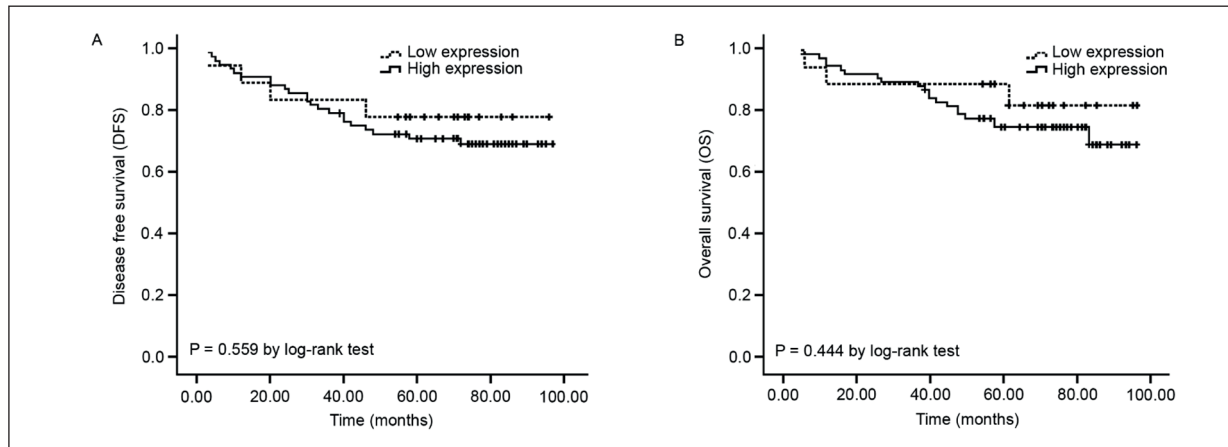 A
Disease free survival (DFS)
1.0
0.8
0.6
0.4
0.2
0.0
Low expression
High expression
P = 0.559 by log-rank test
0.00 20.00 40.00 60.00 80.00 100.00
Time (months)
B
Overall survival (OS)
1.0
0.8
0.6
0.4
0.2
0.0
Low expression
High expression
P = 0.444 by log-rank test
0.00 20.00 40.00 60.00 80.00 100.00
Time (months)